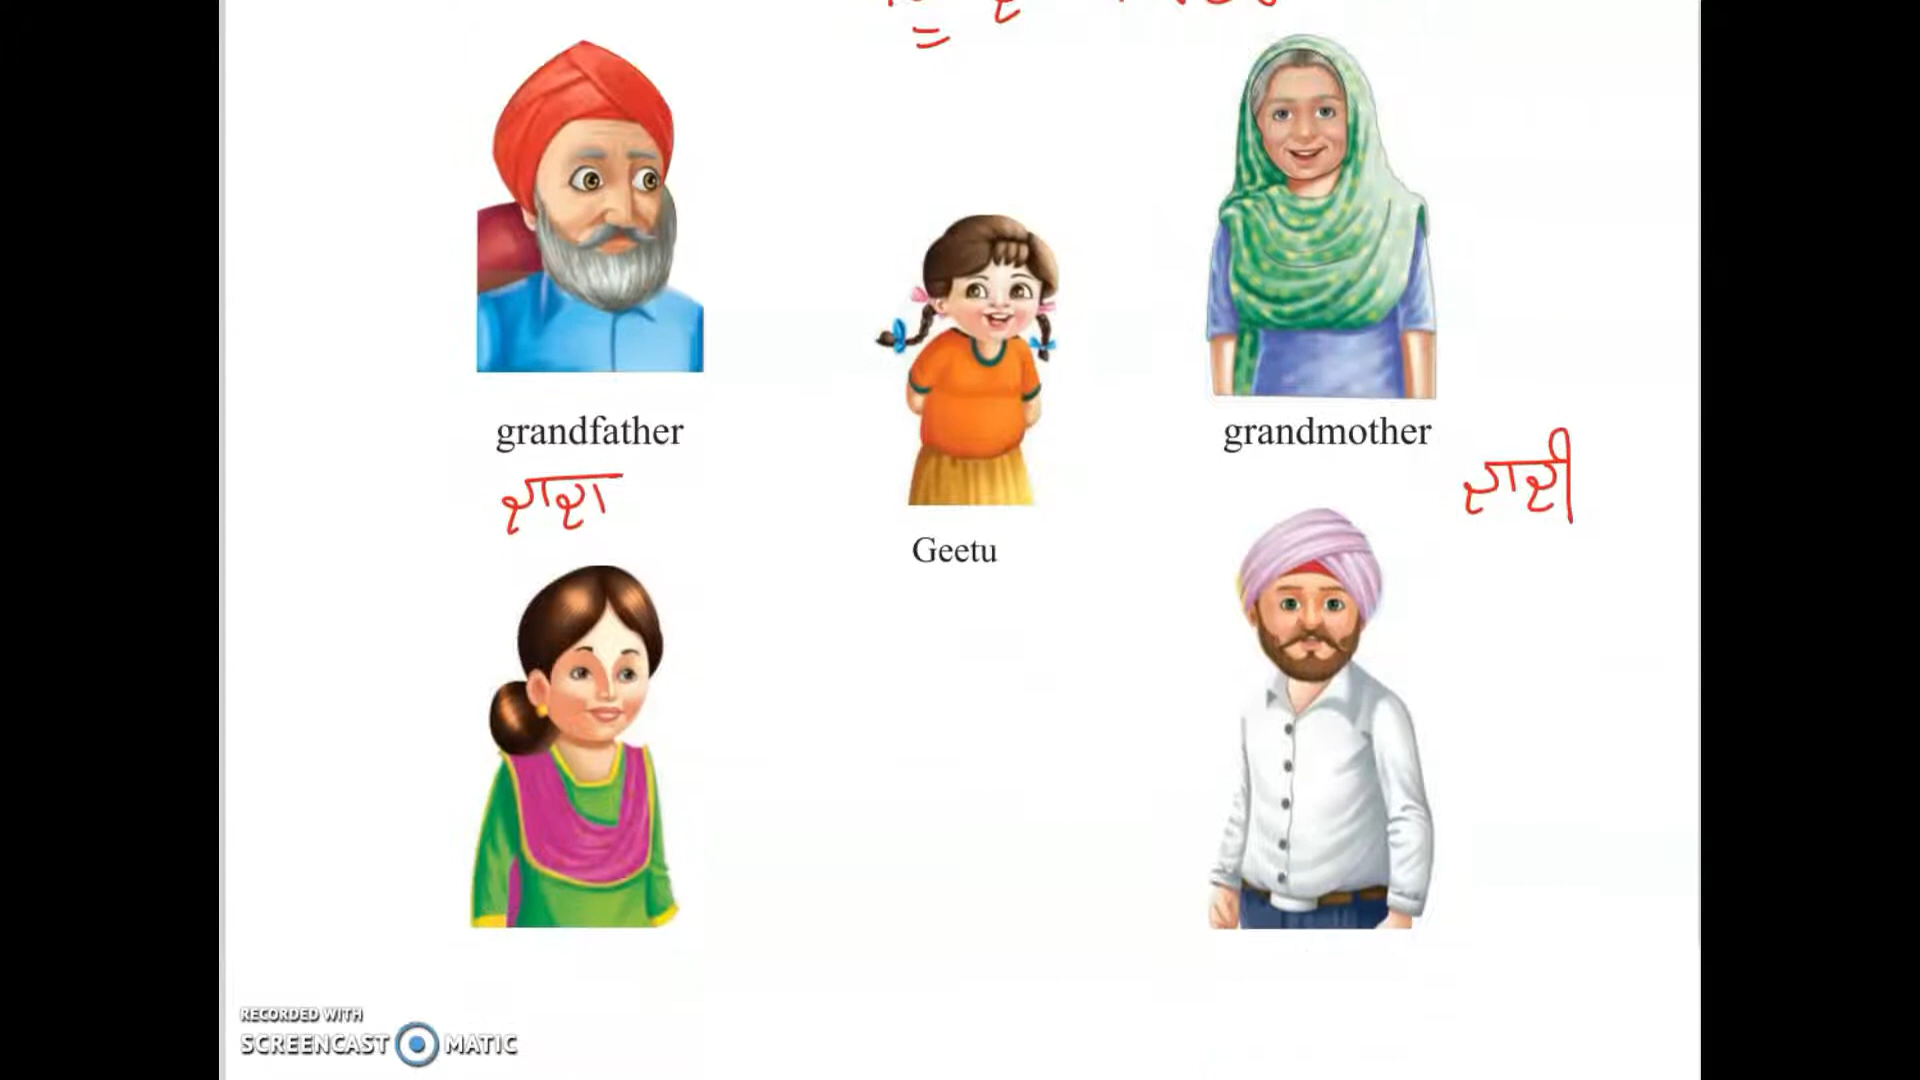 grandfather
grandmother
ਦਾਦਾ
ਦਾਦੀ
Geetu
RECORDED WITH
SCREENCAST MATIC